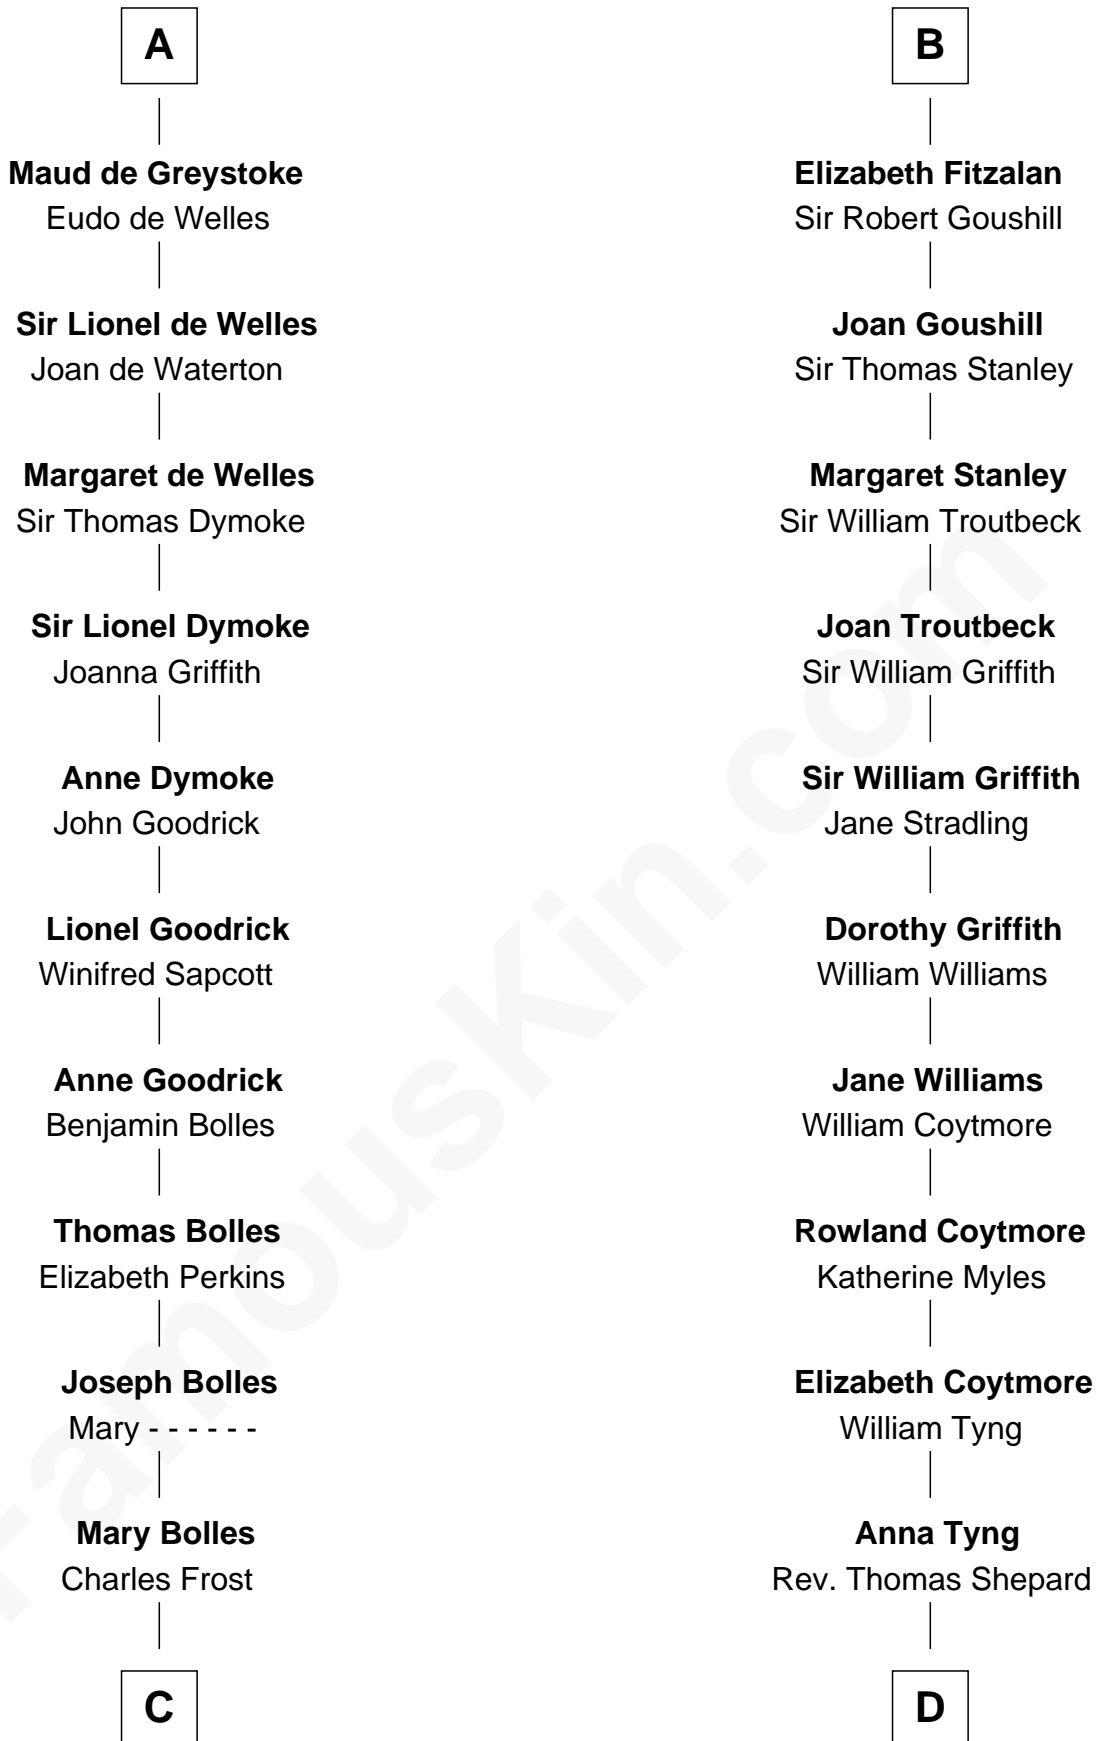 A
Maud de Greystoke
Eudo de Welles
Sir Lionel de Welles
Joan de Waterton
Margaret de Welles
Sir Thomas Dymoke
Sir Lionel Dymoke
Joanna Griffith
Anne Dymoke
John Goodrick
Lionel Goodrick
Winifred Sapcott
Anne Goodrick
Benjamin Bolles
Thomas Bolles
Elizabeth Perkins
Joseph Bolles
Mary - - - - - -
Mary Bolles
Charles Frost
C
B
Elizabeth Fitzalan
Sir Robert Goushill
Joan Goushill
Sir Thomas Stanley
Margaret Stanley
Sir William Troutbeck
Joan Troutbeck
Sir William Griffith
Sir William Griffith
Jane Stradling
Dorothy Griffith
William Williams
Jane Williams
William Coytmore
Rowland Coytmore
Katherine Myles
Elizabeth Coytmore
William Tyng
Anna Tyng
Rev. Thomas Shepard
D
FamousKin.com